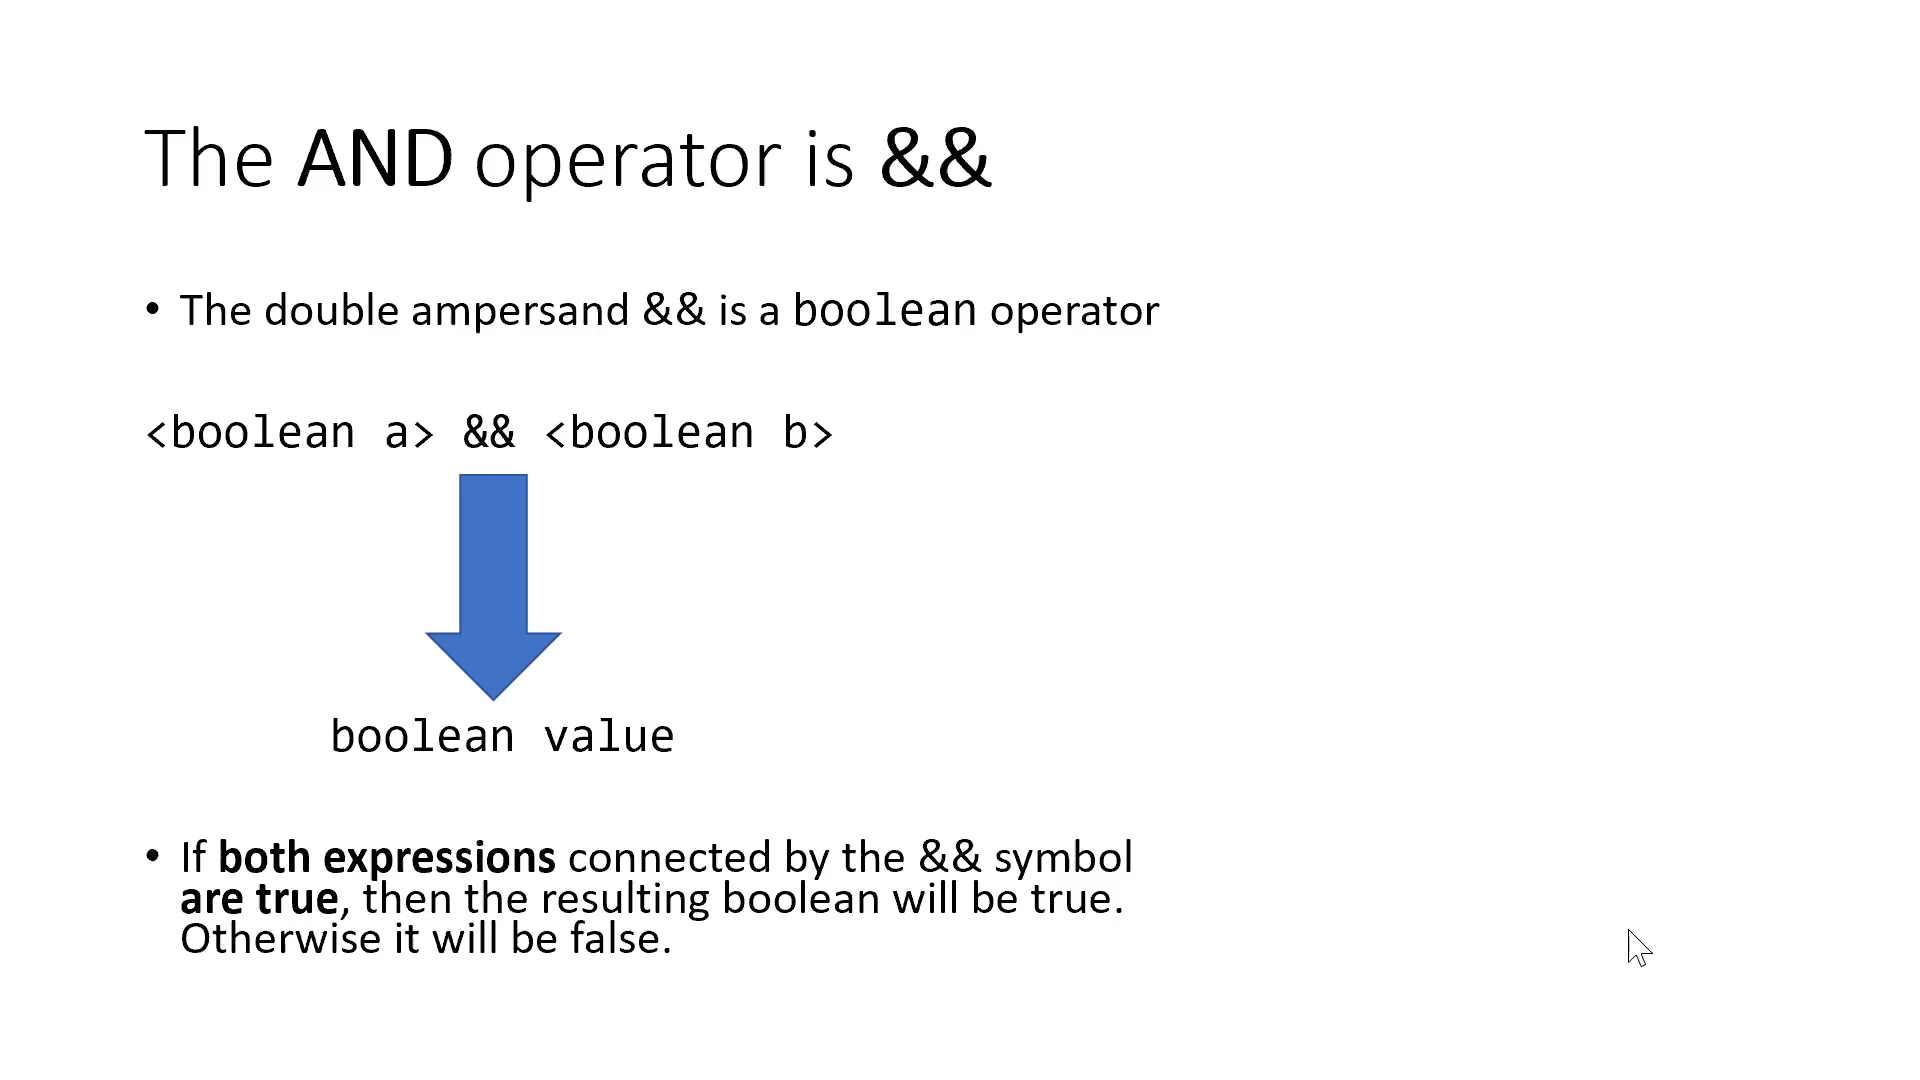 The AND operator is &&
• The double ampersand && is a boolean operator
<boolean a> && <boolean b>
boolean value
• If both expressions connected by the && symbol
are true, then the resulting boolean will be true.
Otherwise it will be false.